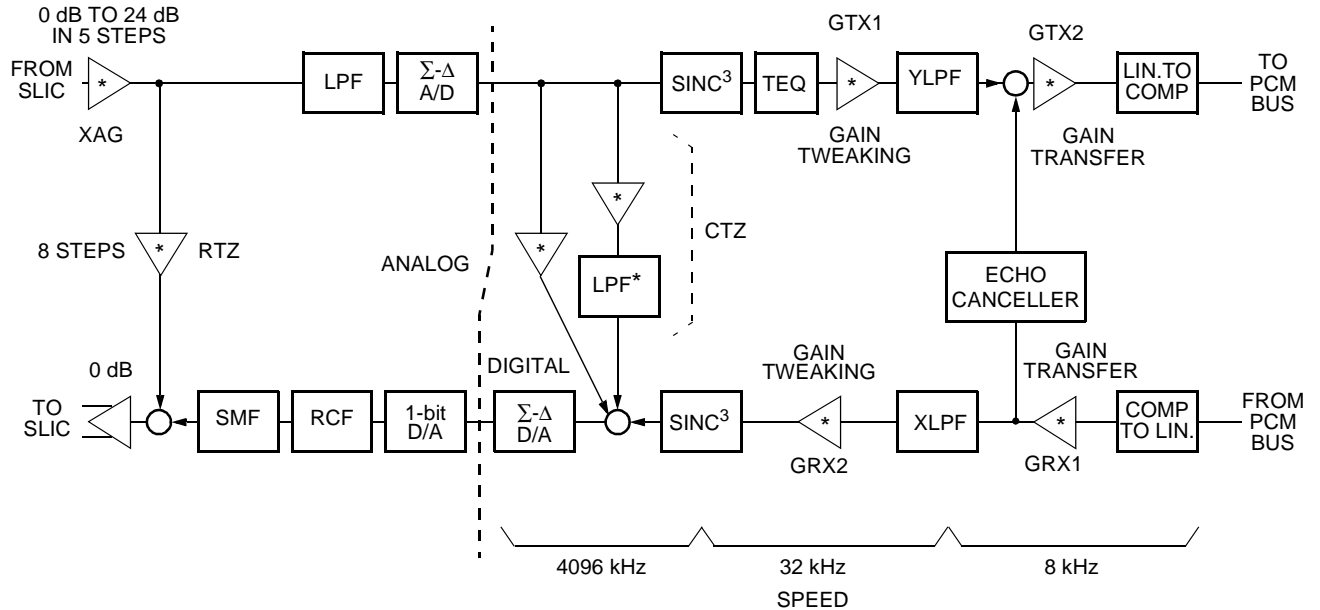 0 dB TO 24 dB
IN 5 STEPS
GTX1
GTX2
FROM
SLIC
*
LPF
Σ-Δ
A/D
SINC³
TEQ
*
YLPF
*
LIN.TO
COMP
TO
PCM
BUS
XAG
GAIN
TWEAKING
GAIN
TRANSFER
*
CTZ
8 STEPS
*
RTZ
ANALOG
*
LPF*
ECHO
CANCELLER
0 dB
DIGITAL
GAIN
TWEAKING
GAIN
TRANSFER
TO
SLIC
SMF
RCF
1-bit
D/A
Σ-Δ
D/A
SINC³
*
XLPF
*
COMP
TO LIN.
FROM
PCM
BUS
GRX2
GRX1
4096 kHz
32 kHz
8 kHz
SPEED